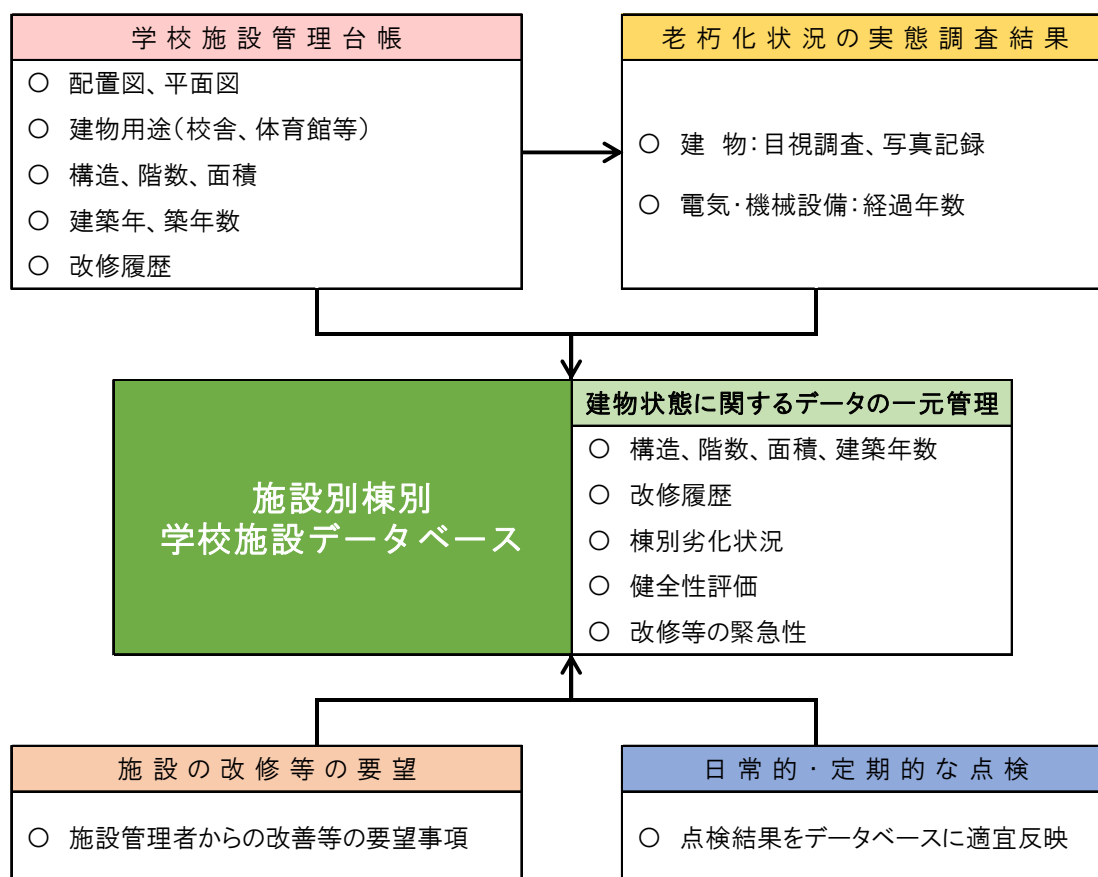 学校施設管理台帳
○ 配置図、平面図
○ 建物用途(校舎、体育館等)
○ 構造、階数、面積
○ 建築年、築年数
○ 改修履歴
老朽化状況の実態調査結果
○ 建　物：目視調査、写真記録
○ 電気・機械設備：経過年数
施設別棟別
学校施設データベース
建物状態に関するデータの一元管理
○ 構造、階数、面積、建築年数
○ 改修履歴
○ 棟別劣化状況
○ 健全性評価
○ 改修等の緊急性
施設の改修等の要望
○ 施設管理者からの改善等の要望事項
日常的・定期的な点検
○ 点検結果をデータベースに適宜反映